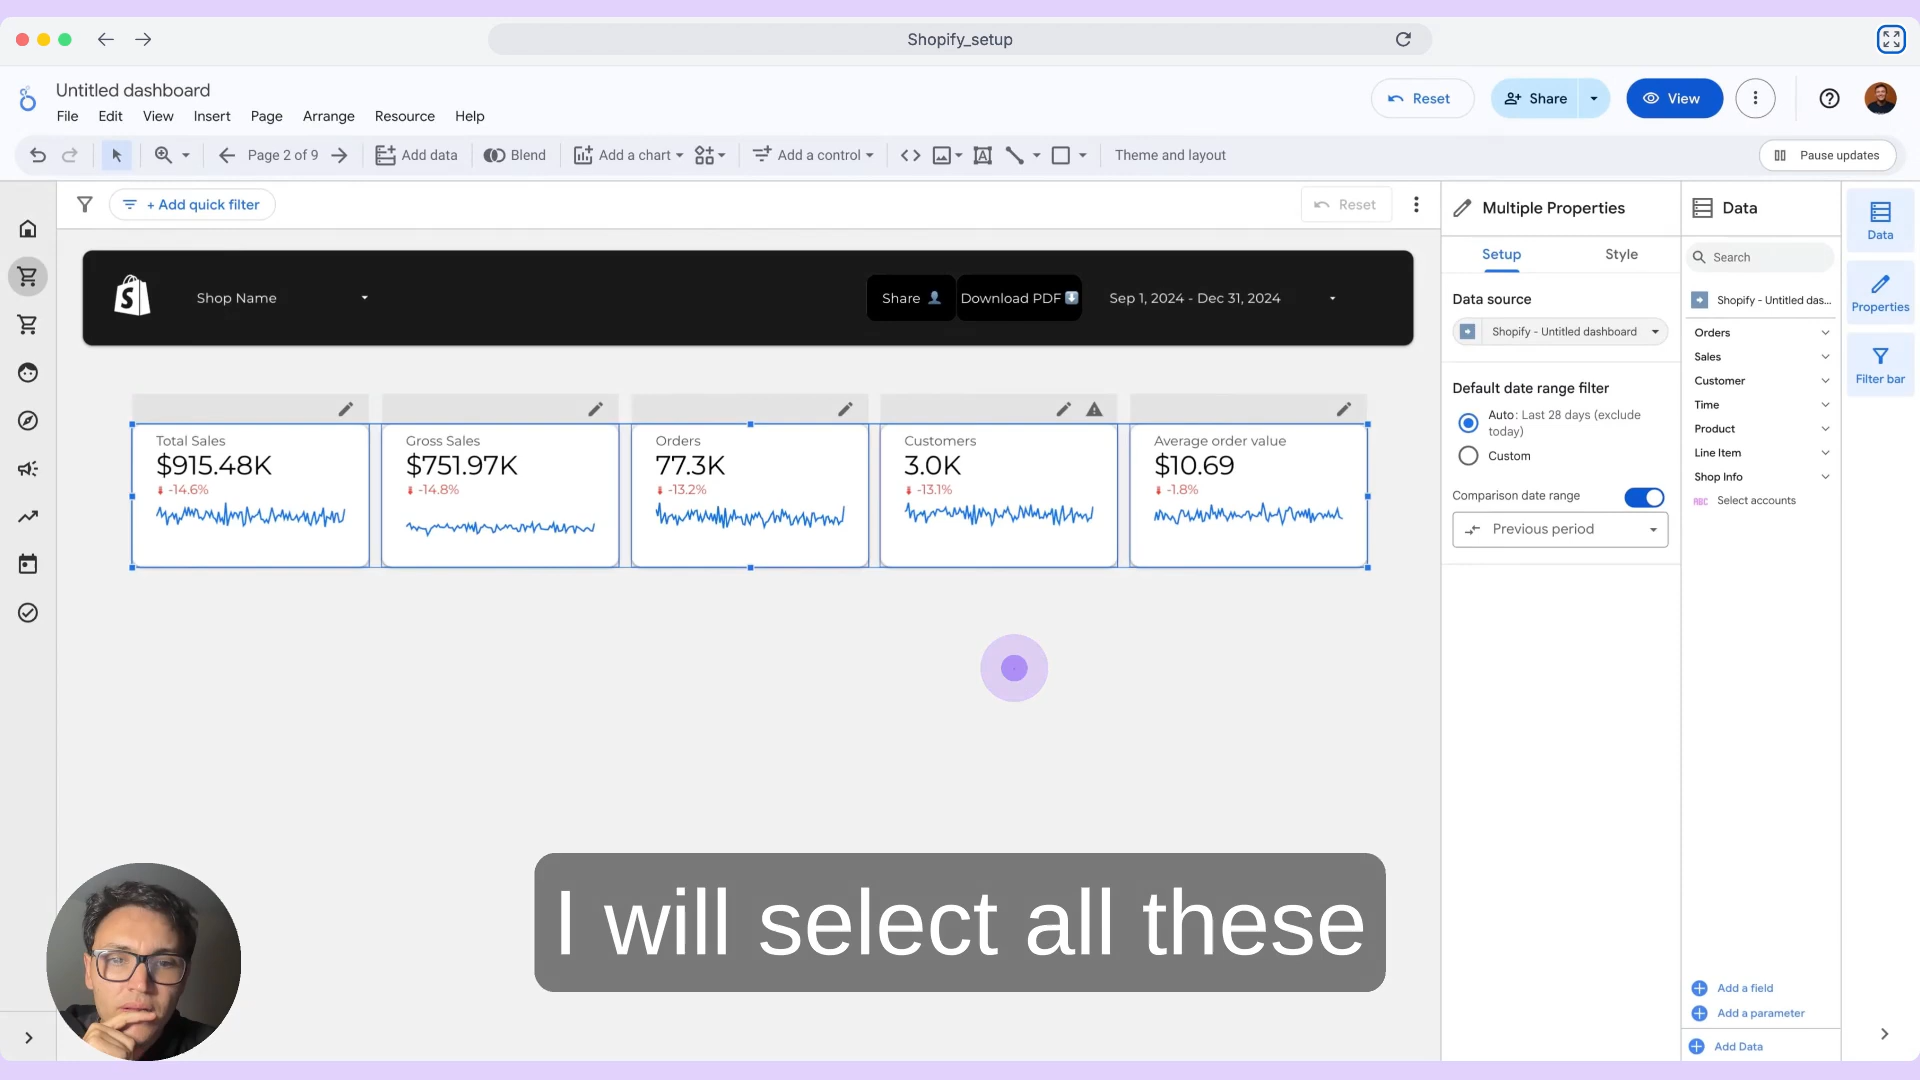 Shopify_setup
Untitled dashboard
File Edit View Insert Page Arrange Resource Help
Reset
Share
View
Page 2 of 9
Add data
Blend
Add a chart
Add a control
Theme and layout
Pause updates
+ Add quick filter
Reset
Shop Name
Share
Download PDF
Sep 1, 2024 - Dec 31, 2024
Total Sales
$915.48K
-14.6%
Gross Sales
$751.97K
-14.8%
Orders
77.3K
-13.2%
Customers
3.0K
-13.1%
Average order value
$10.69
-1.8%
I will select all these
Multiple Properties
Setup
Style
Data source
Shopify - Untitled dashboard
Default date range filter
Auto: Last 28 days (exclude
today)
Custom
Comparison date range
Previous period
Data
Search
Shopify - Untitled das...
Orders
Sales
Customer
Time
Product
Line Item
Shop Info
ABC Select accounts
Add a field
Add a parameter
Add Data
Data
Properties
Filter bar